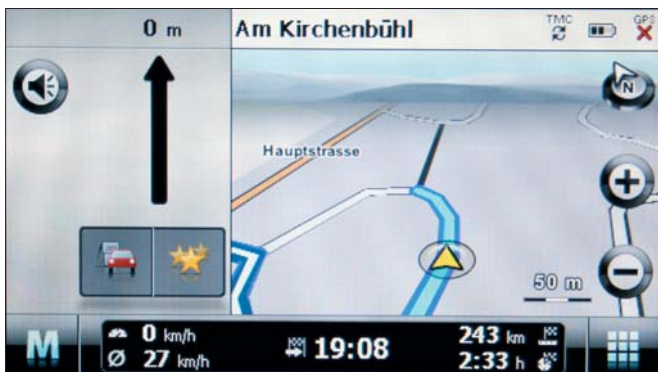 0 m
Am Kirchenbühl
TMC
GPS
N
Hauptstrasse
50 m
M
0 km/h
Ø 27 km/h
19:08
243 km
2:33 h